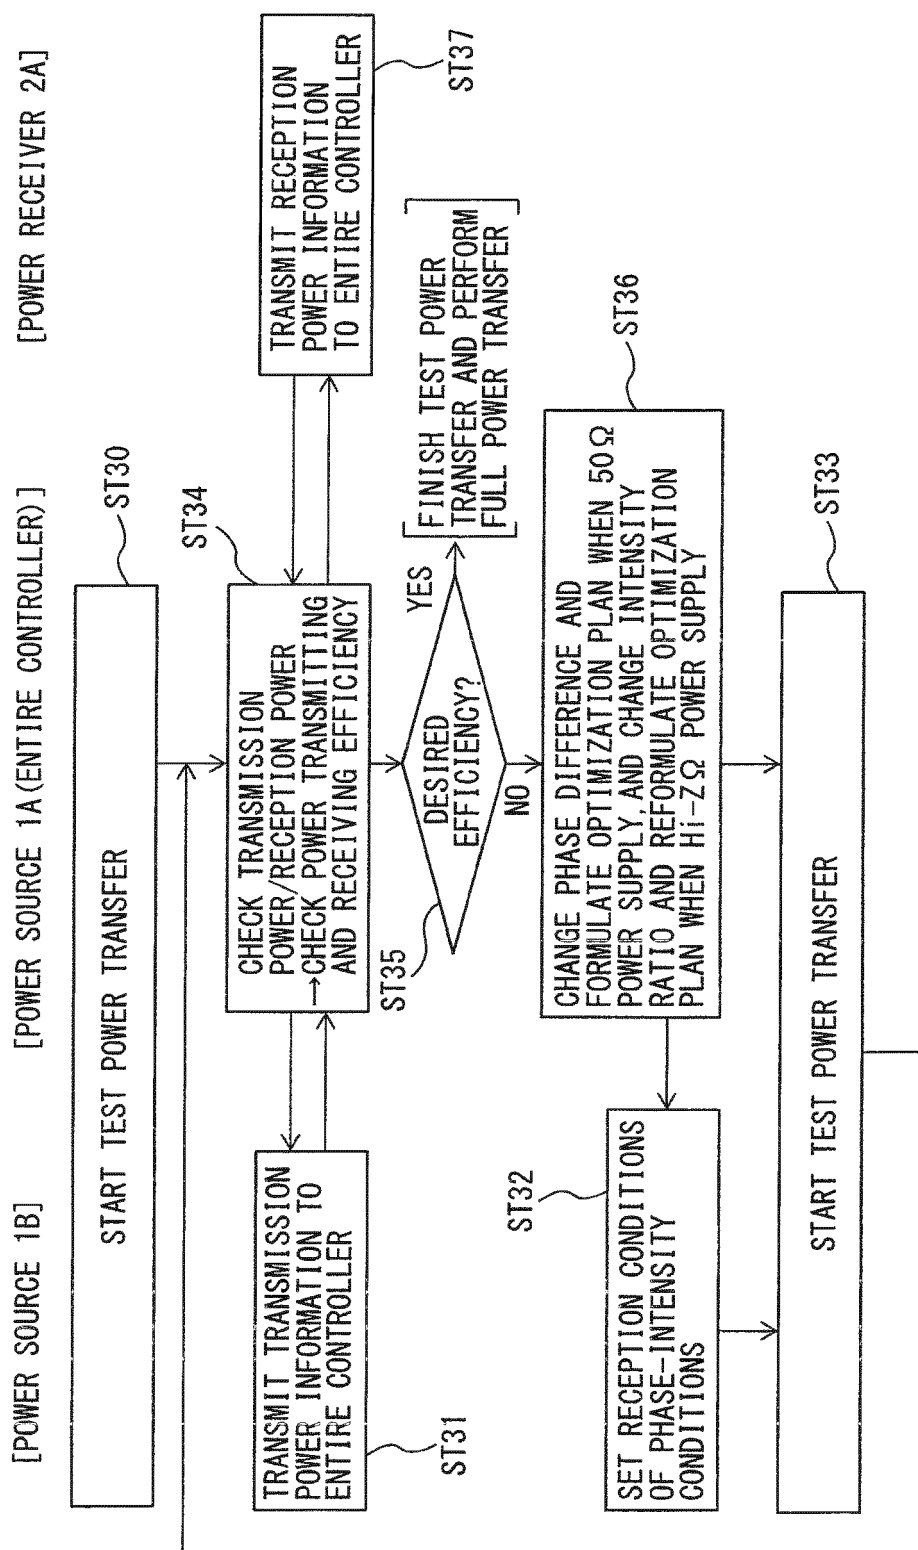 [POWER SOURCE 1B]
[POWER SOURCE 1A(ENTIRE CONTROLLER)]
[POWER RECEIVER 2A]
START TEST POWER TRANSFER
ST30
TRANSMIT TRANSMISSION
POWER INFORMATION TO
ENTIRE CONTROLLER
ST31
CHECK TRANSMISSION
POWER/RECEPTION POWER
→CHECK POWER TRANSMITTING
AND RECEIVING EFFICIENCY
ST34
TRANSMIT RECEPTION
POWER INFORMATION
TO ENTIRE CONTROLLER
ST37
DESIRED
EFFICIENCY?
ST35
YES
[FINISH TEST POWER
TRANSFER AND PERFORM
FULL POWER TRANSFER]
NO
CHANGE PHASE DIFFERENCE AND
FORMULATE OPTIMIZATION PLAN WHEN 50Ω
POWER SUPPLY, AND CHANGE INTENSITY
RATIO AND REFORMULATE OPTIMIZATION
PLAN WHEN Hi-ZΩ POWER SUPPLY
ST36
SET RECEPTION CONDITIONS
OF PHASE-INTENSITY
CONDITIONS
ST32
START TEST POWER TRANSFER
ST33